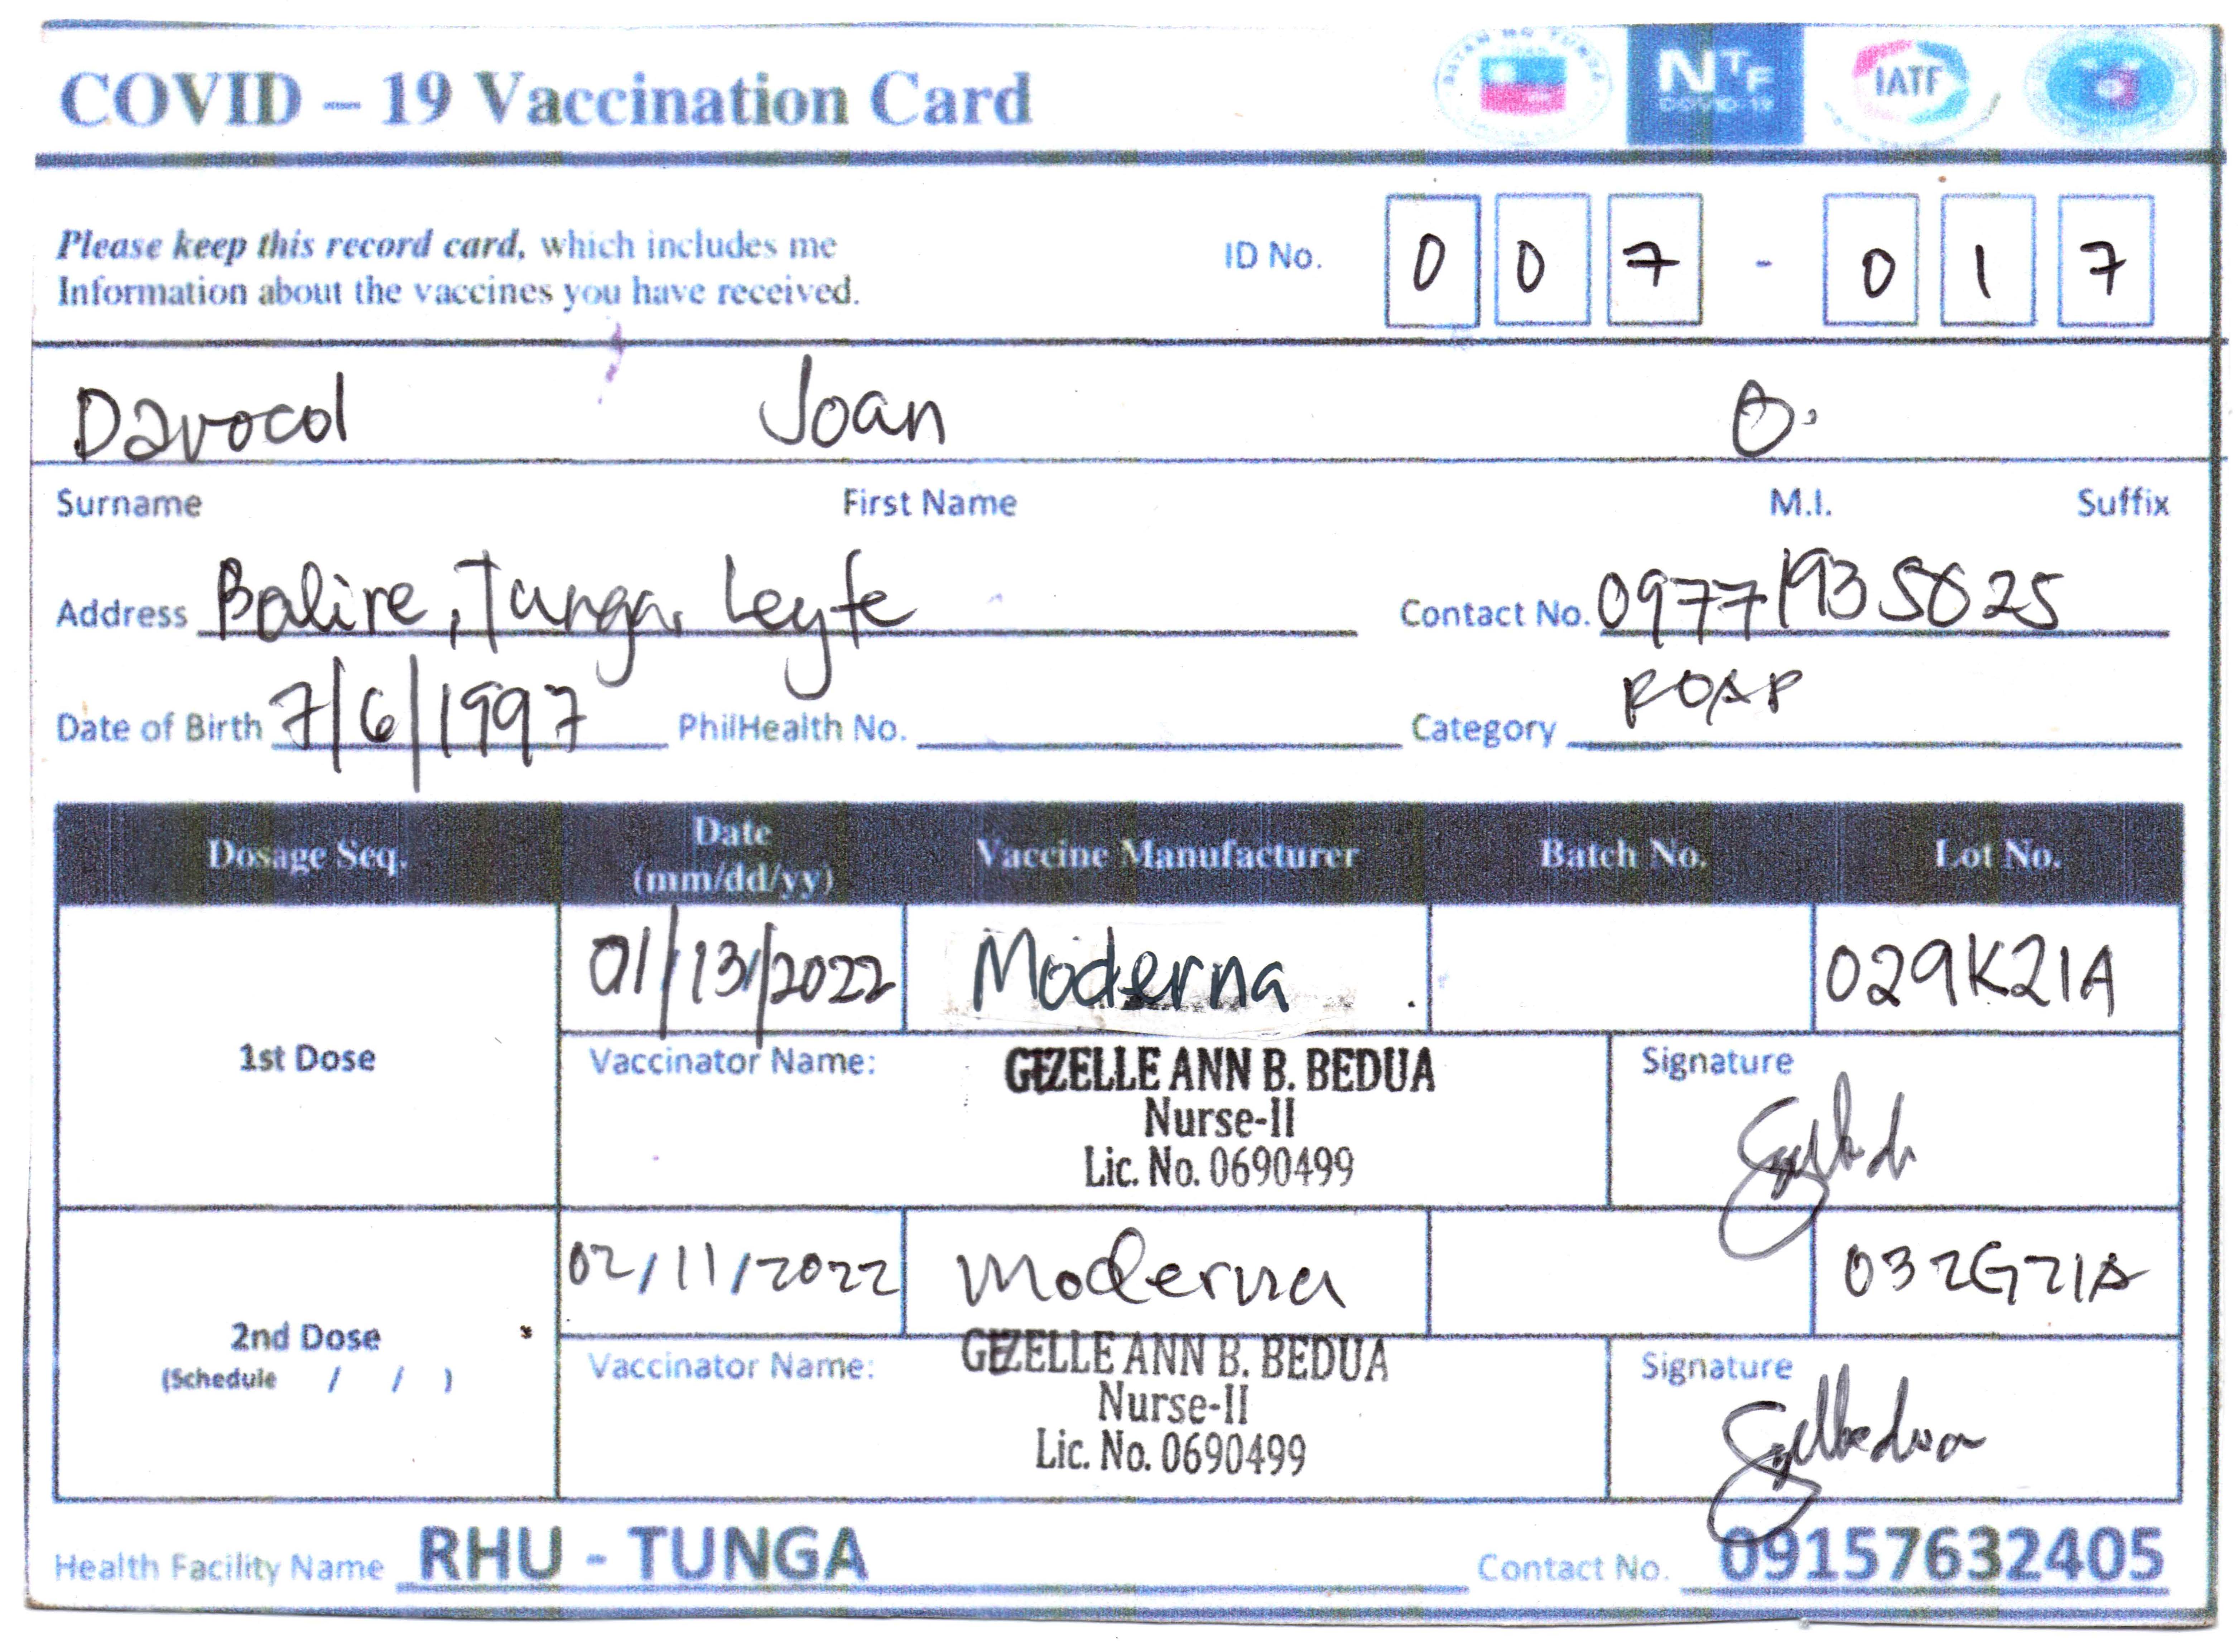 COVID – 19 Vaccination Card
NTF
COVID-19
IATF
Please keep this record card, which includes me
Information about the vaccines you have received.
ID No. 0 0 7 - 0 1 7
Davocol Joan O.
Surname First Name M.I. Suffix
Address Balire, Tunga, Leyte Contact No.
Date of Birth 7/6/1997 PhilHealth No. Category ROAP
Dosage Seq. Date (mm/dd/yy) Vaccine Manufacturer Batch No. Lot No.
01/13/2022 Moderna 029K21A
1st Dose
Vaccinator Name: GIZELLE ANN B. BEDUA Signature
Nurse-II
Lic. No. 0690499
02/11/2022 Moderna 032G21A
2nd Dose
(Schedule / / )
Vaccinator Name: GIZELLE ANN B. BEDUA Signature
Nurse-II
Lic. No. 0690499
Health Facility Name RHU - TUNGA Contact No. 09157632405